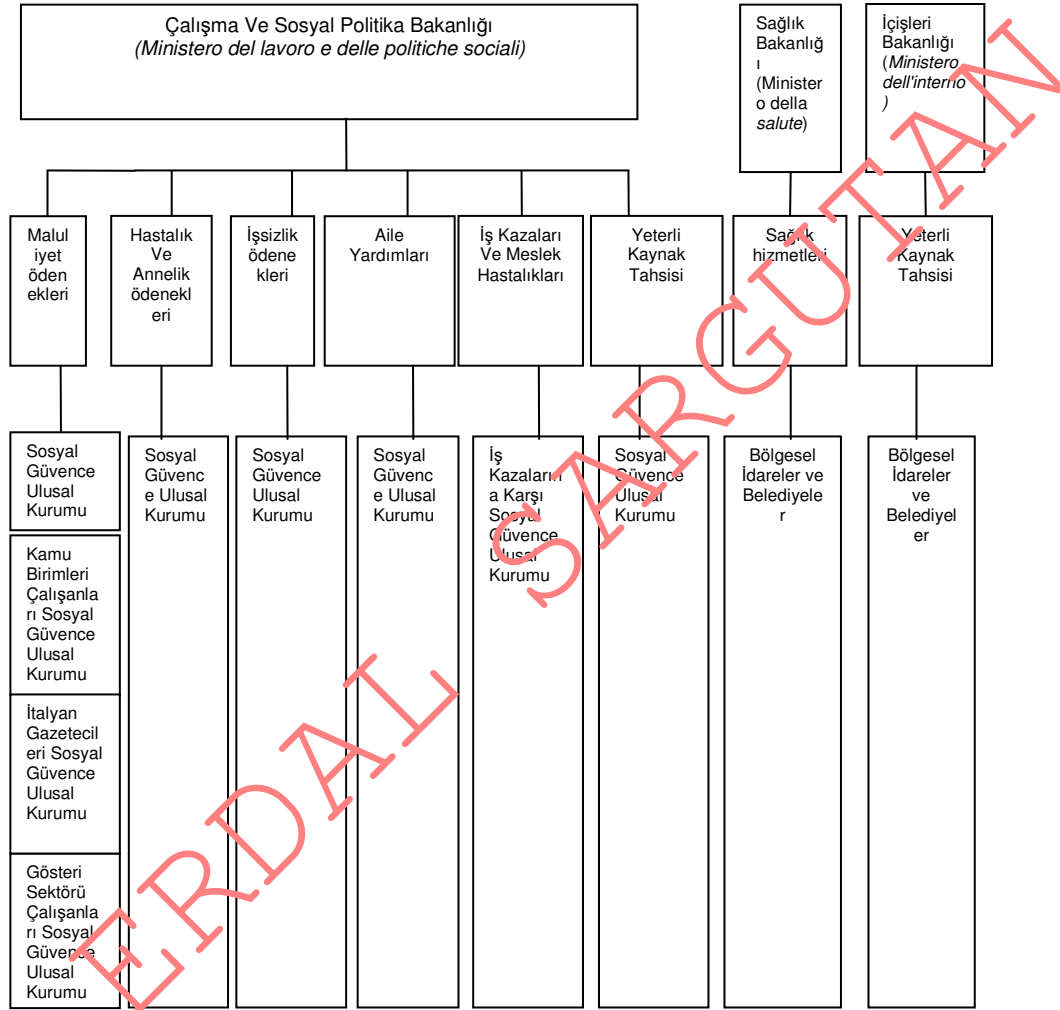 Çalışma Ve Sosyal Politika Bakanlığı
(Ministero del lavoro e delle politiche sociali)
Sağlık
Bakanlığ
ı
(Minister
o della
salute)
İçişleri
Bakanlığı
(Ministero
dell'interno
)
Malul
iyet
öden
ekleri
Hastalık
Ve
Annelik
ödenekl
eri
İşsizlik
ödene
kleri
Aile
Yardımları
İş Kazaları
Ve Meslek
Hastalıkları
Yeterli
Kaynak
Tahsisi
Sağlık
hizmetleri
Yeterli
Kaynak
Tahsisi
Sosyal
Güvence
Ulusal
Kurumu
Kamu
Birimleri
Çalışanla
rı Sosyal
Güvence
Ulusal
Kurumu
İtalyan
Gazetecil
eri Sosyal
Güvence
Ulusal
Kurumu
Gösteri
Sektörü
Çalışanla
rı Sosyal
Güvence
Ulusal
Kurumu
Sosyal
Güvenc
e Ulusal
Kurumu
Sosyal
Güvence
Ulusal
Kurumu
Sosyal
Güvenc
e Ulusal
Kurumu
İş
Kazaların
a Karşı
Sosyal
Güvence
Ulusal
Kurumu
Sosyal
Güvence
Ulusal
Kurumu
Bölgesel
İdareler ve
Belediyele
r
Bölgesel
İdareler
ve
Belediyel
er
ERDAL SARGUTAN